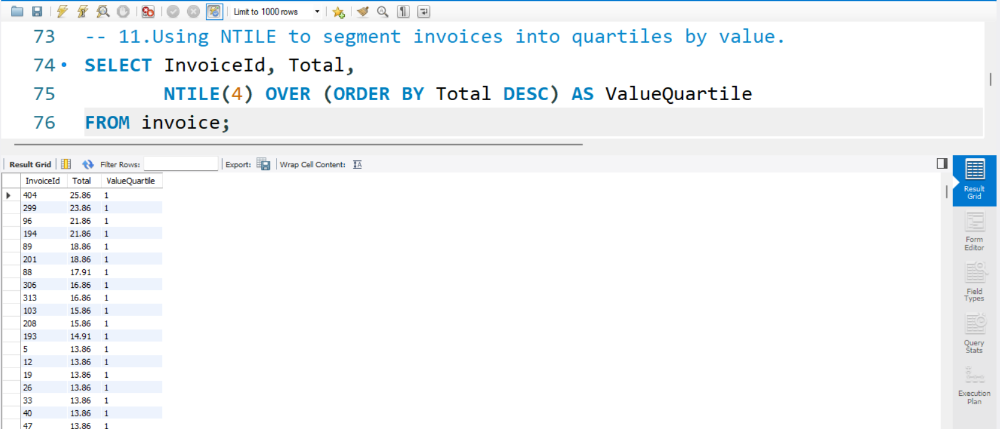 Limit to 1000 rows
73 -- 11.Using NTILE to segment invoices into quartiles by value.
74 SELECT InvoiceId, Total,
75 NTILE(4) OVER (ORDER BY Total DESC) AS ValueQuartile
76 FROM invoice;
Result Grid Filter Rows: Export: Wrap Cell Content:
InvoiceId Total ValueQuartile
404 25.86 1
299 23.86 1
96 21.86 1
194 21.86 1
89 18.86 1
201 18.86 1
88 17.91 1
306 16.86 1
313 16.86 1
103 15.86 1
208 15.86 1
193 14.91 1
5 13.86 1
12 13.86 1
19 13.86 1
26 13.86 1
33 13.86 1
40 13.86 1
47 13.86 1
Result
Grid
Form
Editor
Field
Types
Query
Stats
Execution
Plan